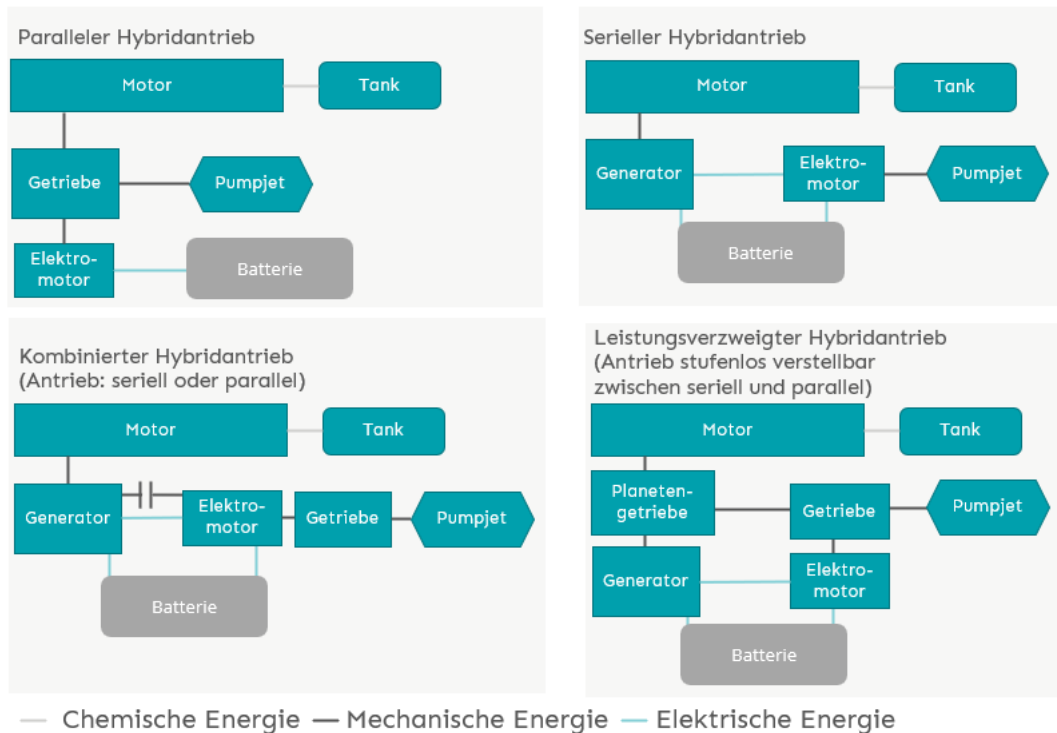 Paralleler Hybridantrieb
Motor
Tank
Getriebe
Pumpjet
Elektro-
motor
Batterie
Serieller Hybridantrieb
Motor
Tank
Generator
Elektro-
motor
Pumpjet
Batterie
Kombinierter Hybridantrieb
(Antrieb: seriell oder parallel)
Motor
Tank
Generator
Elektro-
motor
Getriebe
Pumpjet
Batterie
Leistungsverzweigter Hybridantrieb
(Antrieb stufenlos verstellbar
zwischen seriell und parallel)
Motor
Tank
Planeten-
getriebe
Getriebe
Pumpjet
Generator
Elektro-
motor
Batterie
Chemische Energie
Mechanische Energie
Elektrische Energie